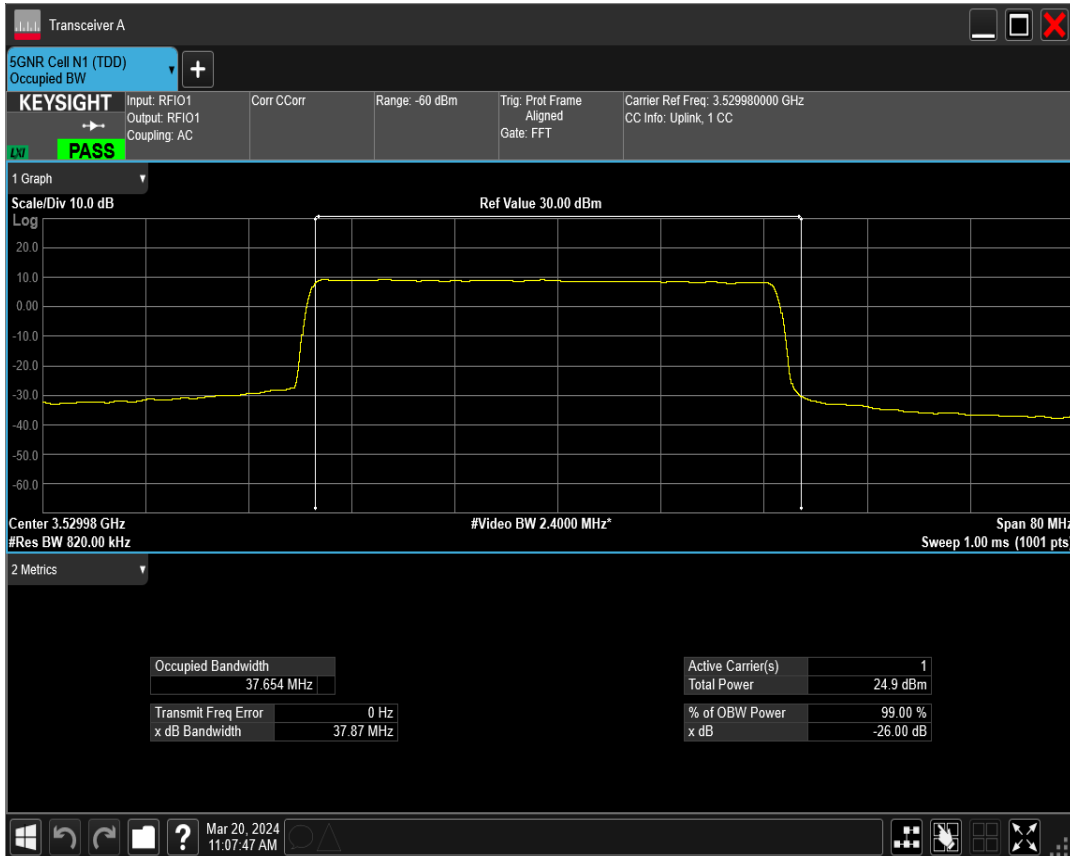 Transceiver A
5GNR Cell N1 (TDD)
Occupied BW
+
KEYSIGHT
LXI
PASS
Input: RFIO1
Output: RFIO1
Coupling: AC
Corr CCorr
Range: -60 dBm
Trig: Prot Frame
Aligned
Gate: FFT
Carrier Ref Freq: 3.529980000 GHz
CC Info: Uplink, 1 CC
1 Graph
Scale/Div 10.0 dB
Ref Value 30.00 dBm
Log
20.0
10.0
0.00
-10.0
-20.0
-30.0
-40.0
-50.0
-60.0
Center 3.52998 GHz
#Video BW 2.4000 MHz*
Span 80 MHz
#Res BW 820.00 kHz
Sweep 1.00 ms (1001 pts)
2 Metrics
Occupied Bandwidth
37.654 MHz
Transmit Freq Error 0 Hz
x dB Bandwidth 37.87 MHz
Active Carrier(s) 1
Total Power 24.9 dBm
% of OBW Power 99.00 %
x dB -26.00 dB
?
Mar 20, 2024
11:07:47 AM